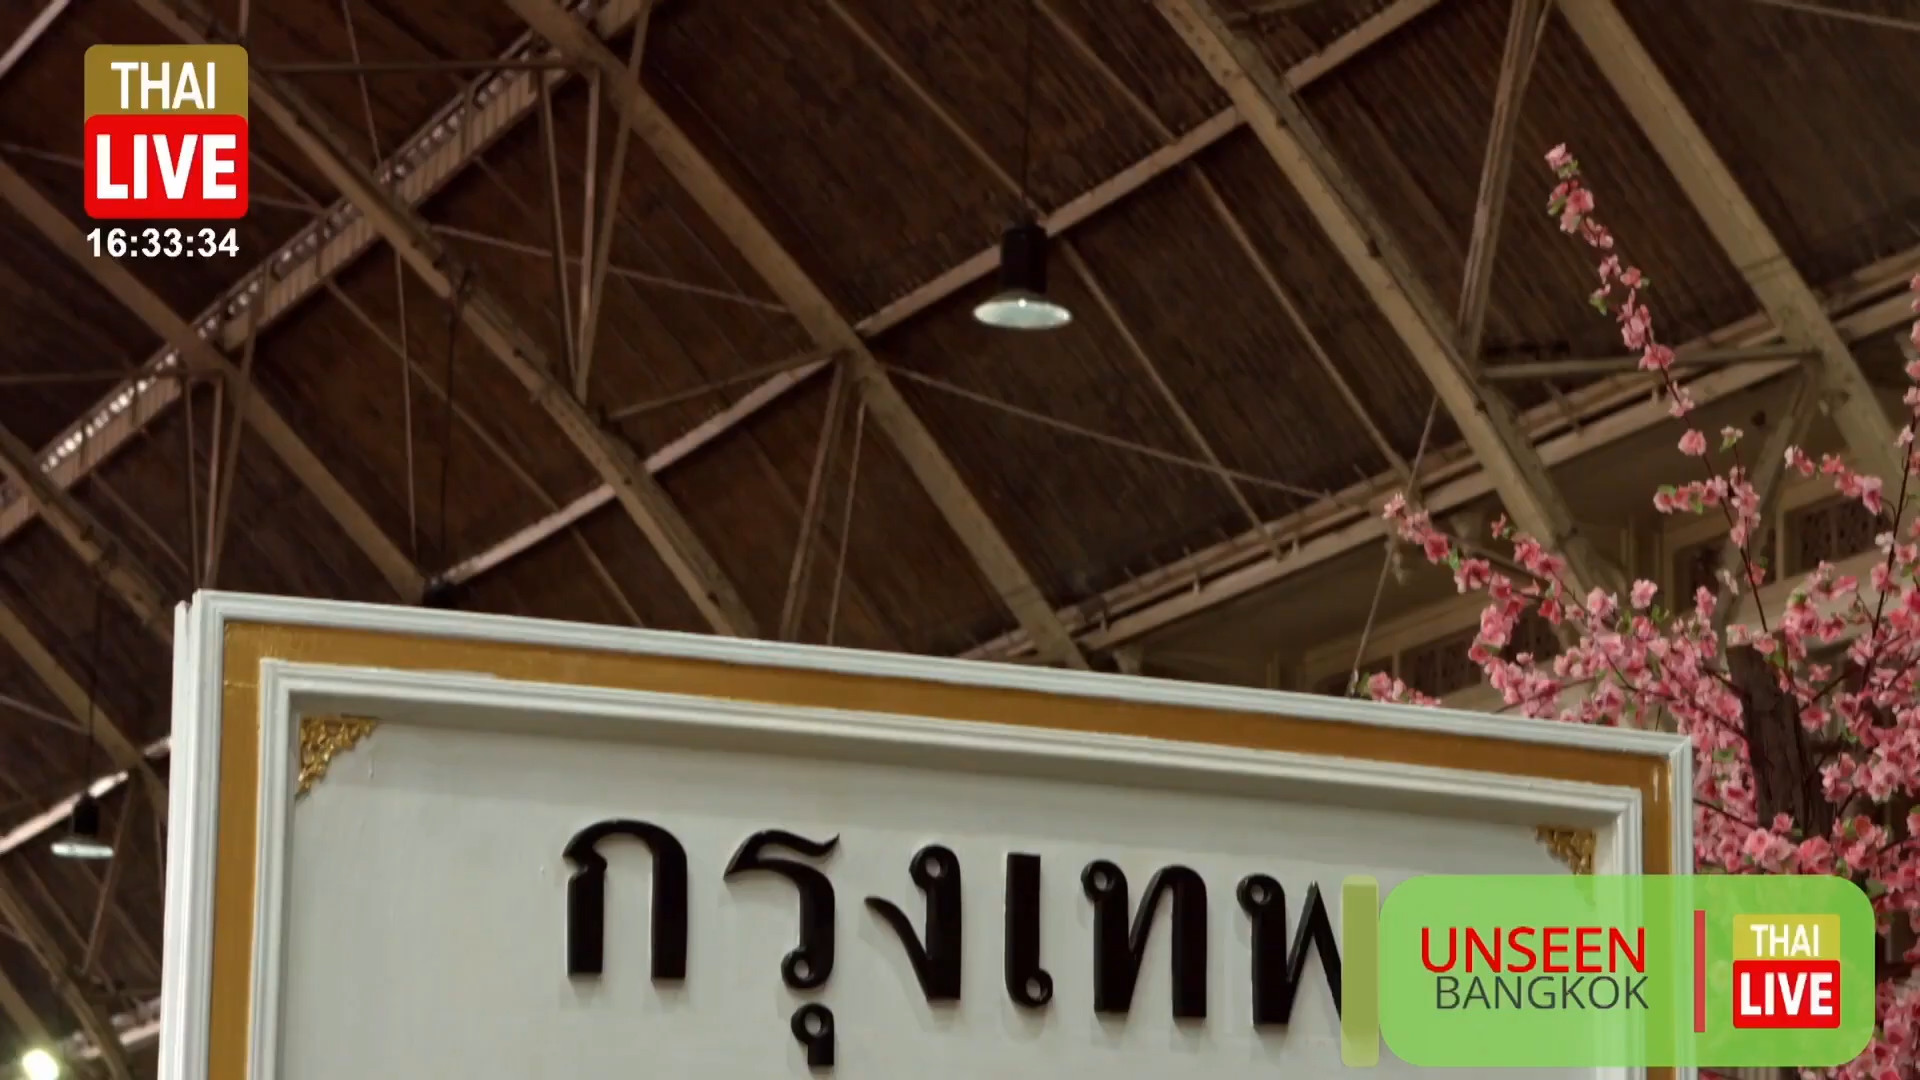 THAI
LIVE
16:33:34
กรุงเทพ
UNSEEN
BANGKOK
THAI
LIVE